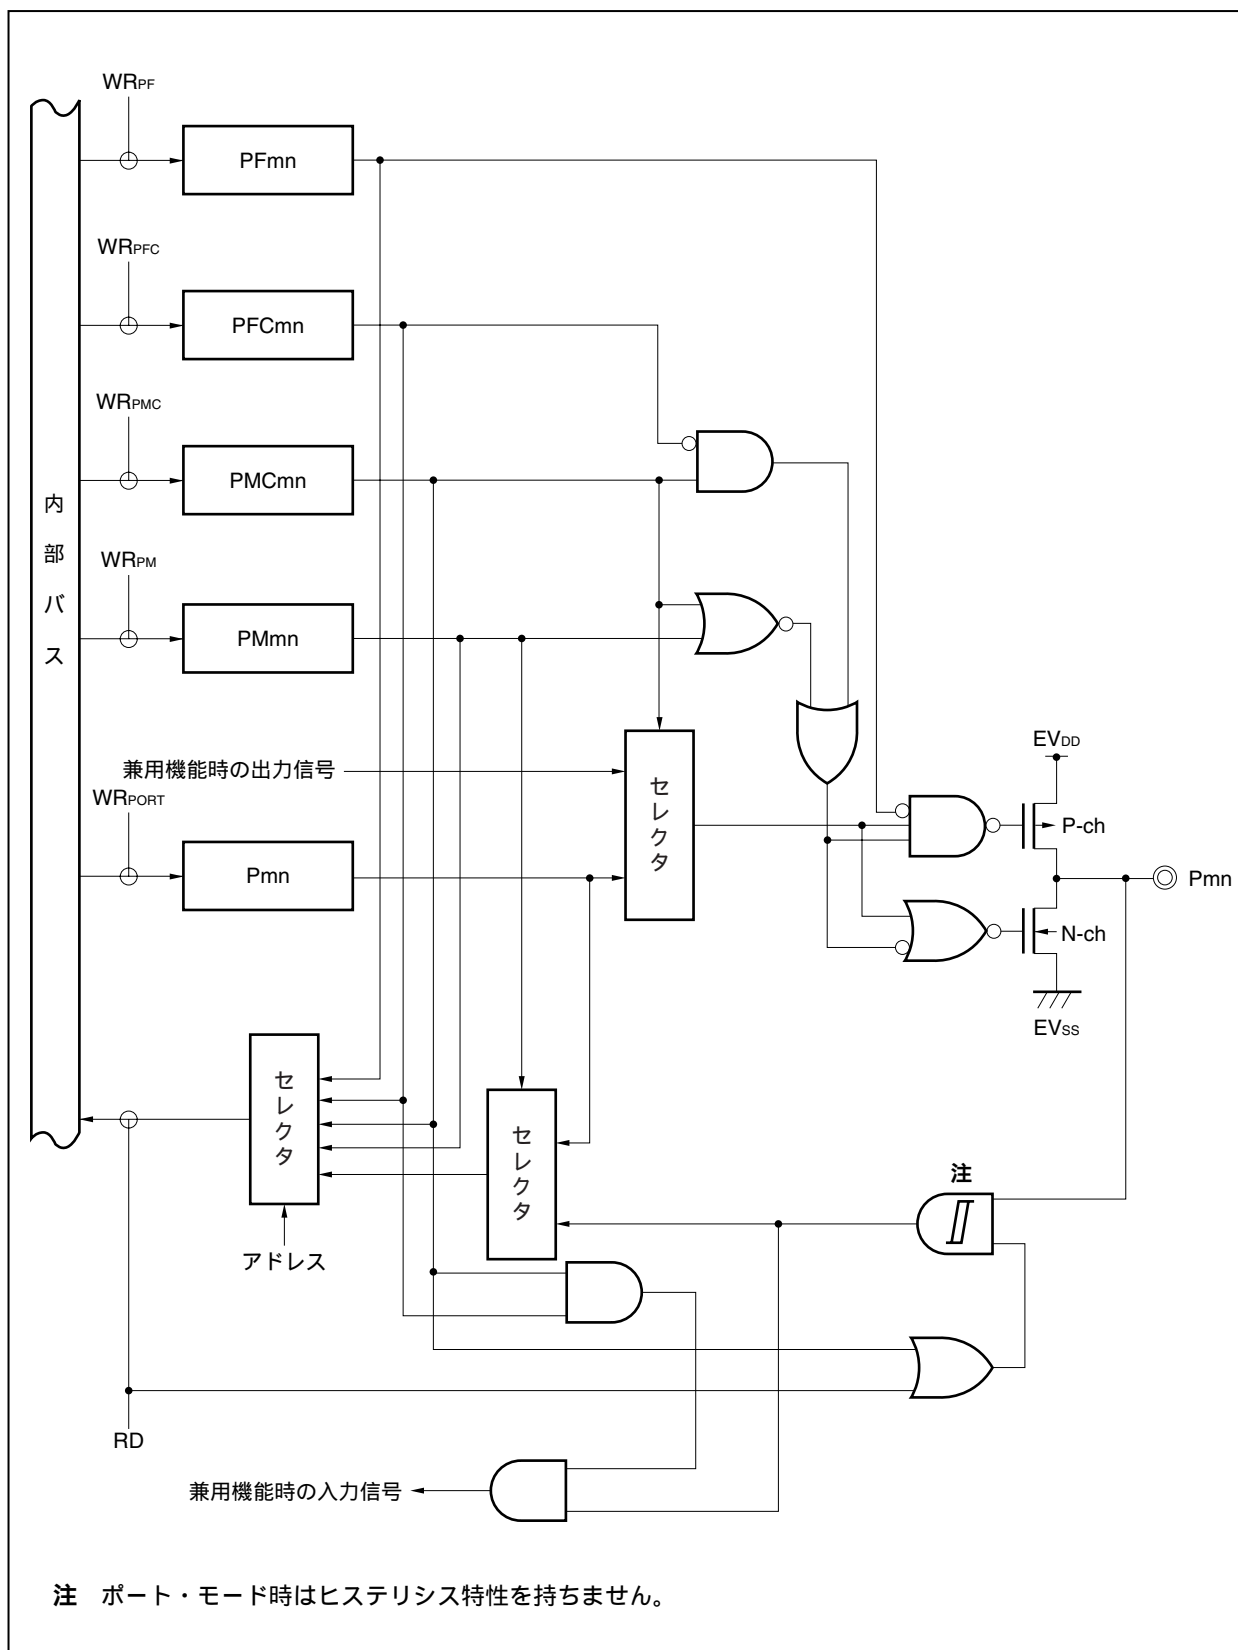 WRPF
PFmn
WRPFC
PFCmn
WRPMC
PMCmn
内部バス
WRPM
PMmn
兼用機能時の出力信号
セレクタ
EVDD
WRPORT
P-ch
Pmn
Pmn
N-ch
EVSS
セレクタ
セレクタ
注
アドレス
RD
兼用機能時の入力信号
注 ポート・モード時はヒステリシス特性を持ちません。